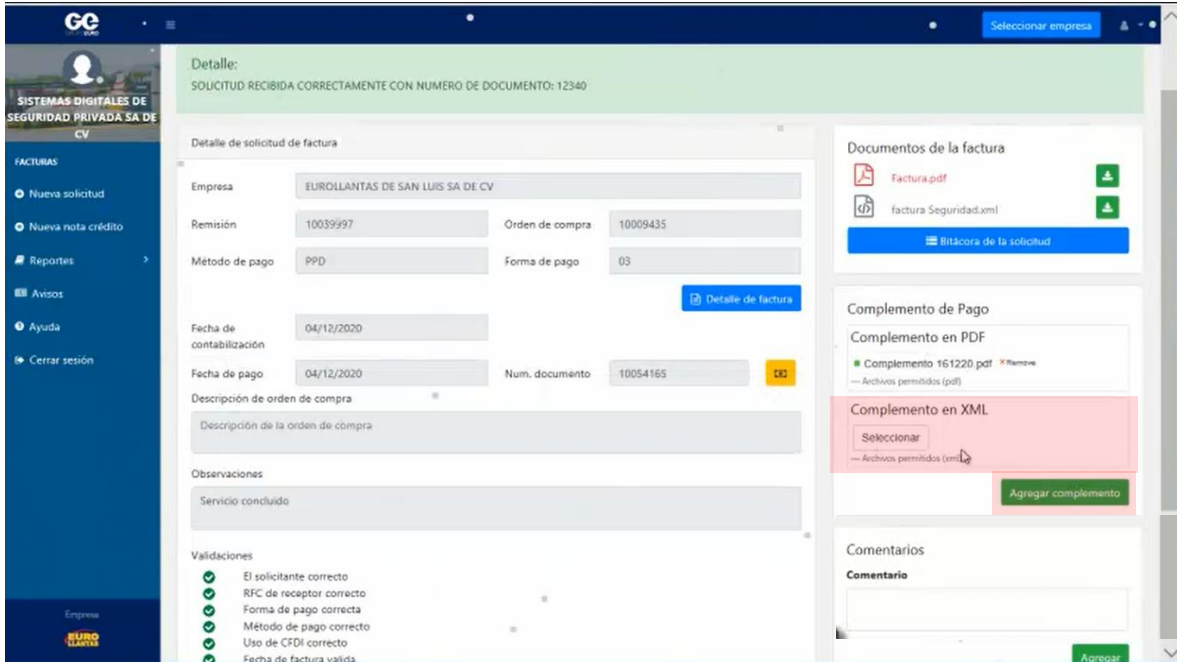 GE
Seleccionar empresa
SISTEMAS DIGITALES DE
SEGURIDAD PRIVADA SA DE
CV
FACTURAS
Nueva solicitud
Nueva nota crédito
Reportes
Avisos
Ayuda
Cerrar sesión
Empresa
EURO
LLANTAS
Detalle:
SOLICITUD RECIBIDA CORRECTAMENTE CON NUMERO DE DOCUMENTO: 12340
Detalle de solicitud de factura
Empresa EUROLLANTAS DE SAN LUIS SA DE CV
Remisión 10039997 Orden de compra 10009435
Método de pago PPD Forma de pago 03
Detalle de factura
Fecha de
contabilización 04/12/2020
Fecha de pago 04/12/2020 Num. documento 10054165
Descripción de orden de compra
Descripción de la orden de compra
Observaciones
Servicio concluido
Validaciones
El solicitante correcto
RFC de receptor correcto
Forma de pago correcta
Método de pago correcto
Uso de CFDI correcto
Fecha de factura valida
Documentos de la factura
Factura.pdf
factura Seguridad.xml
Bitácora de la solicitud
Complemento de Pago
Complemento en PDF
Complemento 161220.pdf ×Remove
— Archivos permitidos (pdf)
Complemento en XML
Seleccionar
— Archivos permitidos (xml)
Agregar complemento
Comentarios
Comentario
Agregar